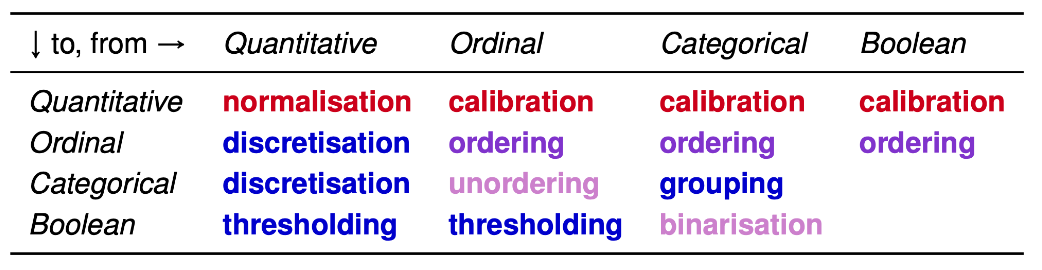 ↓ to, from → Quantitative Ordinal Categorical Boolean
Quantitative normalisation calibration calibration calibration
Ordinal discretisation ordering ordering ordering
Categorical discretisation unordering grouping
Boolean thresholding thresholding binarisation